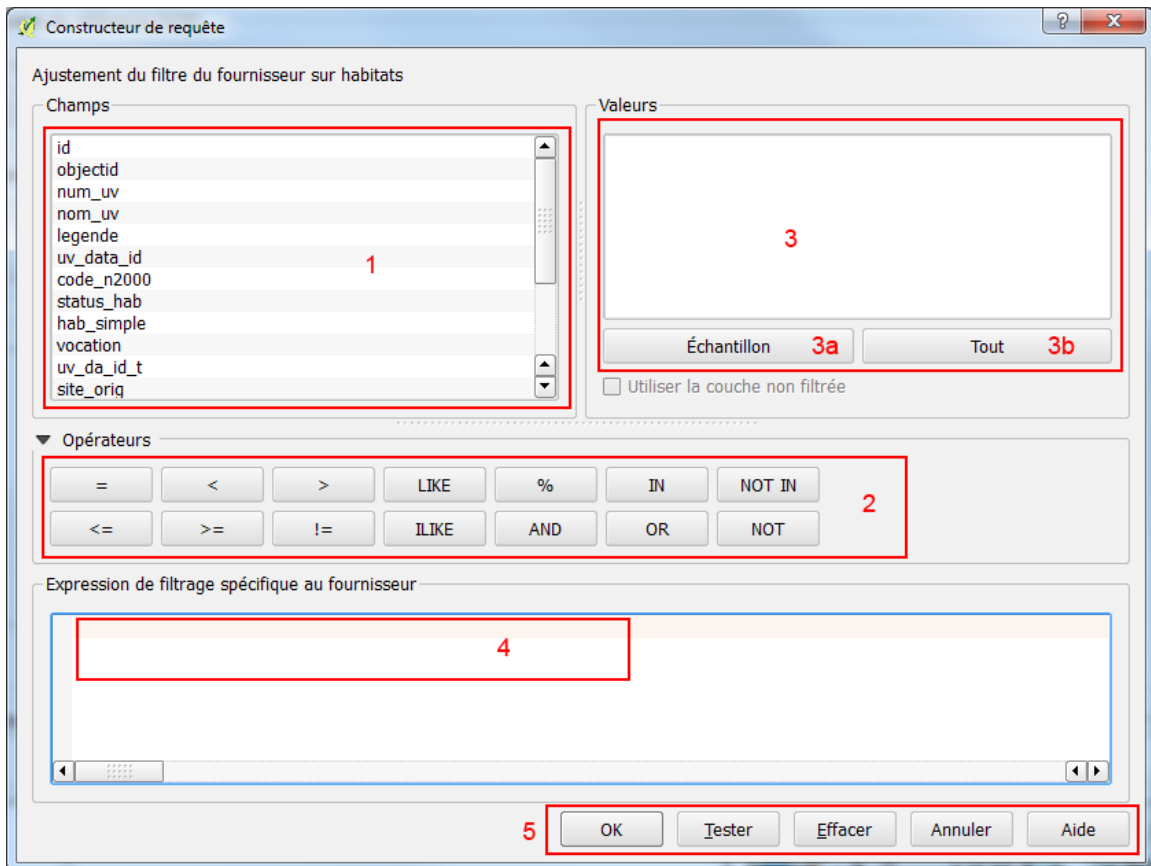 Constructeur de requête
Ajustement du filtre du fournisseur sur habitats
Champs
id
objectid
num_uv
nom_uv
legende
uv_data_id
code_n2000
status_hab
hab_simple
vocation
uv_da_id_t
site_orig
1
Valeurs
3
Échantillon 3a Tout 3b
Utiliser la couche non filtrée
Opérateurs
= < > LIKE % IN NOT IN
<= >= != ILIKE AND OR NOT
2
Expression de filtrage spécifique au fournisseur
4
5 OK Tester Effacer Annuler Aide